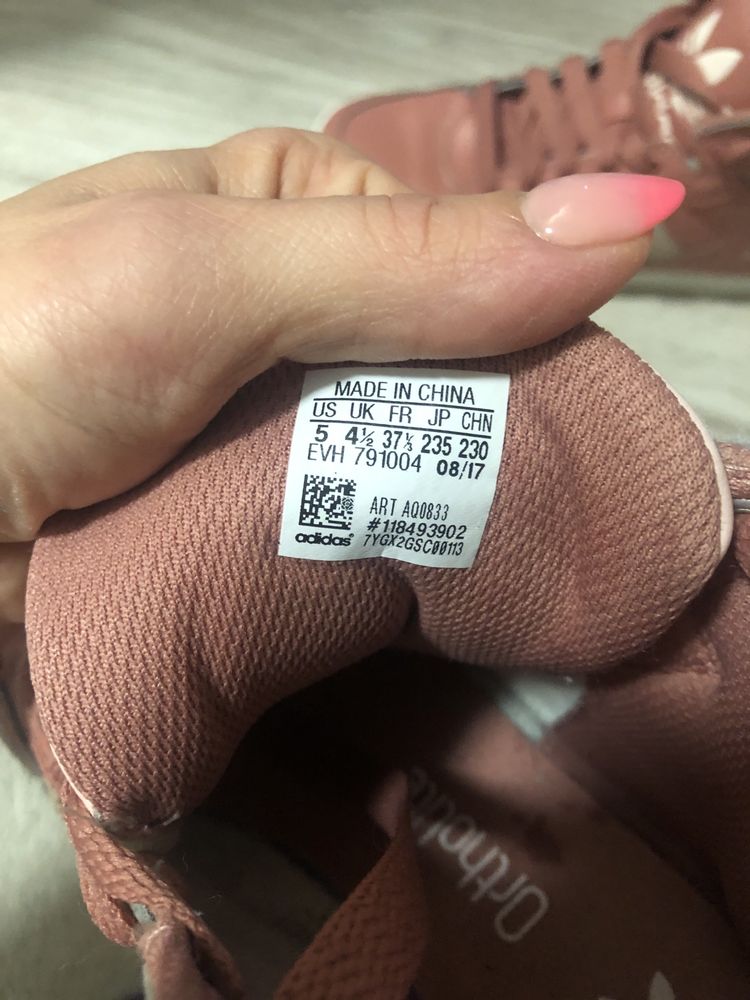 MADE IN CHINA
US UK FR JP CHN
5 4½ 37⅓ 235 230
EVH 791004 08/17
ART AQ0833
#118493902
adidas® 7YGX2GSC00113